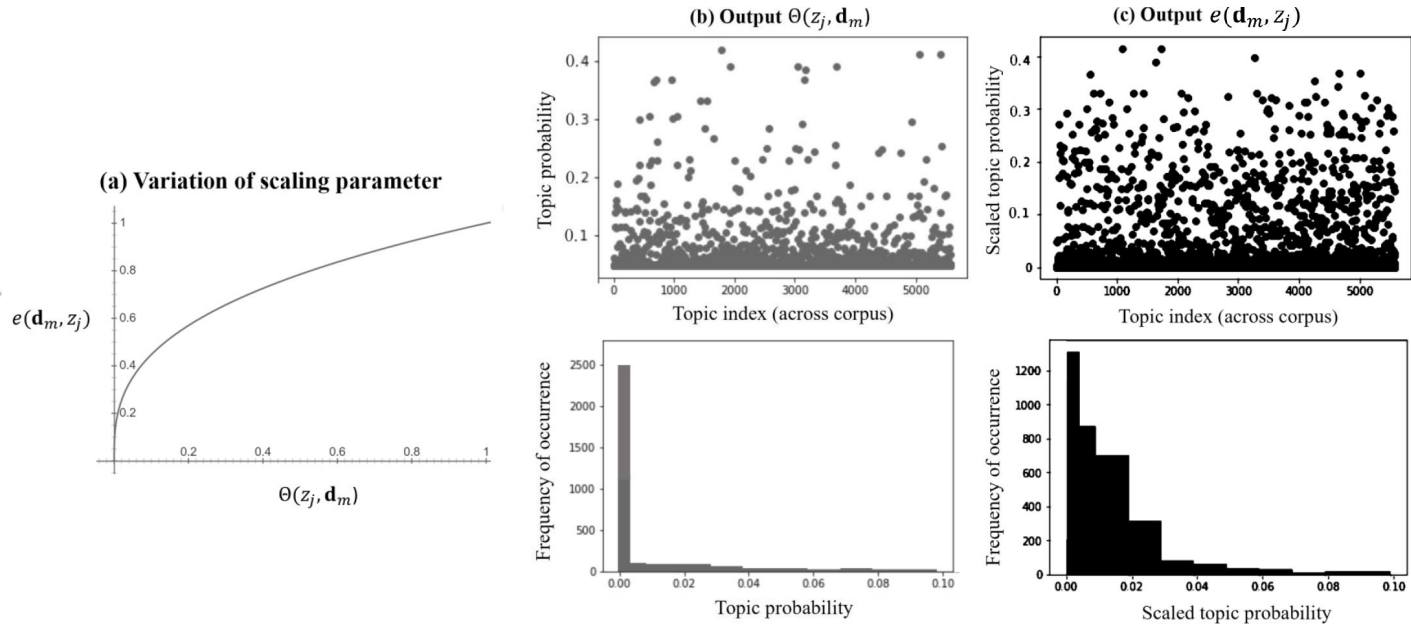 (a) Variation of scaling parameter
1
0.8
0.6
e(𝐝ₘ, zⱼ)
0.4
0.2
0.2 0.4 0.6 0.8 1
Θ(zⱼ, 𝐝ₘ)
(b) Output Θ(zⱼ, 𝐝ₘ)
Topic probability
0.4
0.3
0.2
0.1
0 1000 2000 3000 4000 5000
Topic index (across corpus)
Frequency of occurrence
2500
2000
1500
1000
500
0
0.00 0.02 0.04 0.06 0.08 0.10
Topic probability
(c) Output e(𝐝ₘ, zⱼ)
Scaled topic probability
0.4
0.3
0.2
0.1
0
0 1000 2000 3000 4000 5000
Topic index (across corpus)
Frequency of occurrence
1200
1000
800
600
400
200
0
0.00 0.02 0.04 0.06 0.08 0.10
Scaled topic probability